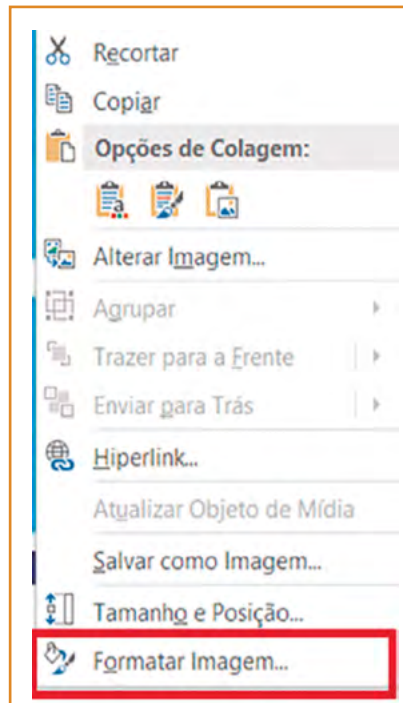 Recortar
Copiar
Opções de Colagem:
Alterar Imagem...
Agrupar
Trazer para a Frente
Enviar para Trás
Hiperlink...
Atualizar Objeto de Mídia
Salvar como Imagem...
Tamanho e Posição...
Formatar Imagem...